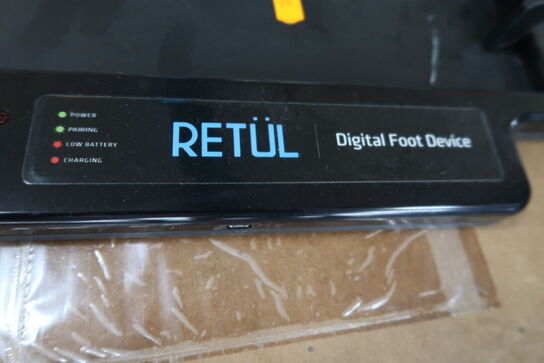 POWER
PAIRING
LOW BATTERY
CHARGING
RETÜL
Digital Foot Device